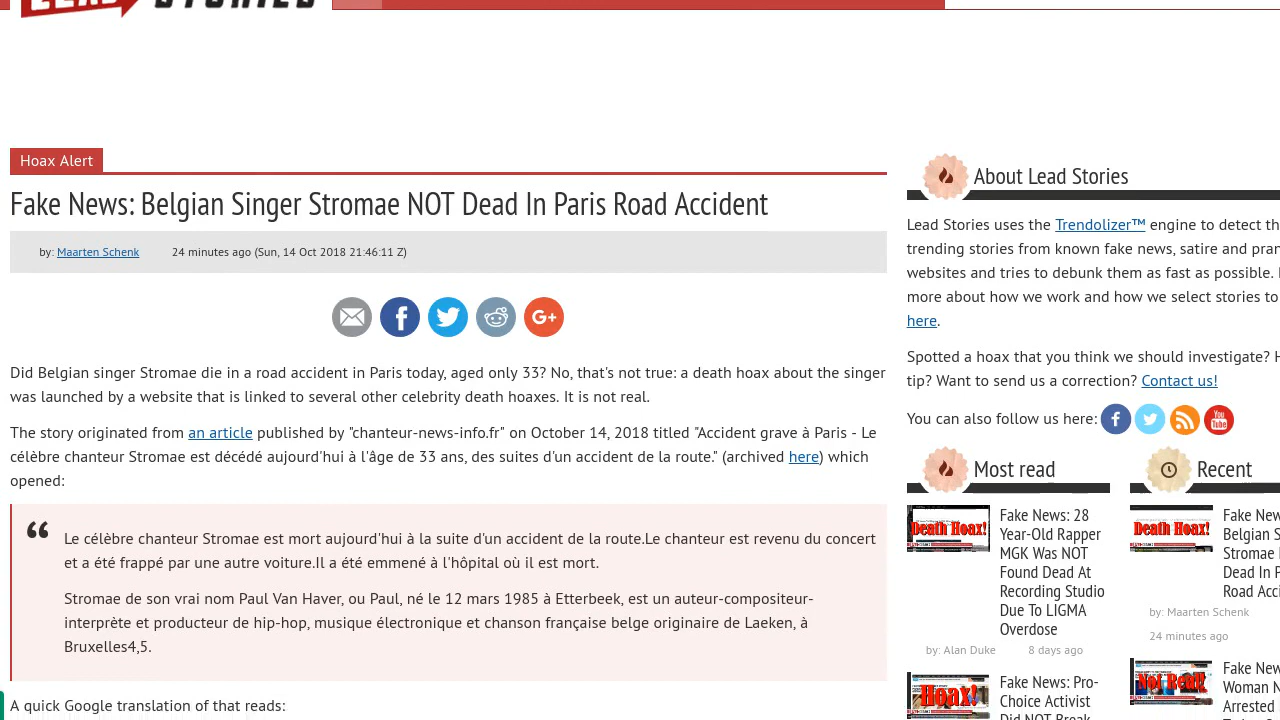 Hoax Alert
Fake News: Belgian Singer Stromae NOT Dead In Paris Road Accident
by: Maarten Schenk 24 minutes ago (Sun, 14 Oct 2018 21:46:11 Z)
Did Belgian singer Stromae die in a road accident in Paris today, aged only 33? No, that's not true: a death hoax about the singer
was launched by a website that is linked to several other celebrity death hoaxes. It is not real.
The story originated from an article published by "chanteur-news-info.fr" on October 14, 2018 titled "Accident grave à Paris - Le
célèbre chanteur Stromae est décédé aujourd'hui à l'âge de 33 ans, des suites d'un accident de la route." (archived here) which
opened:
Le célèbre chanteur Stromae est mort aujourd'hui à la suite d'un accident de la route.Le chanteur est revenu du concert
et a été frappé par une autre voiture.Il a été emmené à l'hôpital où il est mort.
Stromae de son vrai nom Paul Van Haver, ou Paul, né le 12 mars 1985 à Etterbeek, est un auteur-compositeur-
interprète et producteur de hip-hop, musique électronique et chanson française belge originaire de Laeken, à
Bruxelles4,5.
A quick Google translation of that reads:
About Lead Stories
Lead Stories uses the Trendolizer™ engine to detect
trending stories from known fake news, satire and
websites and tries to debunk them as fast as possible.
more about how we work and how we select stories to
here.
Spotted a hoax that you think we should investigate?
tip? Want to send us a correction? Contact us!
You can also follow us here:
Most read
Death Hoax!
Fake News: 28
Year-Old Rapper
MGK Was NOT
Found Dead At
Recording Studio
Due To LIGMA
Overdose
by: Alan Duke 8 days ago
Hoax!
Fake News: Pro-
Choice Activist
Did NOT Break
Recent
Death Hoax!
Fake
Belgian
Stromae
Dead In
Road
by: Maarten Schenk
24 minutes ago
Not Real!
Fake
Woman
Arrested